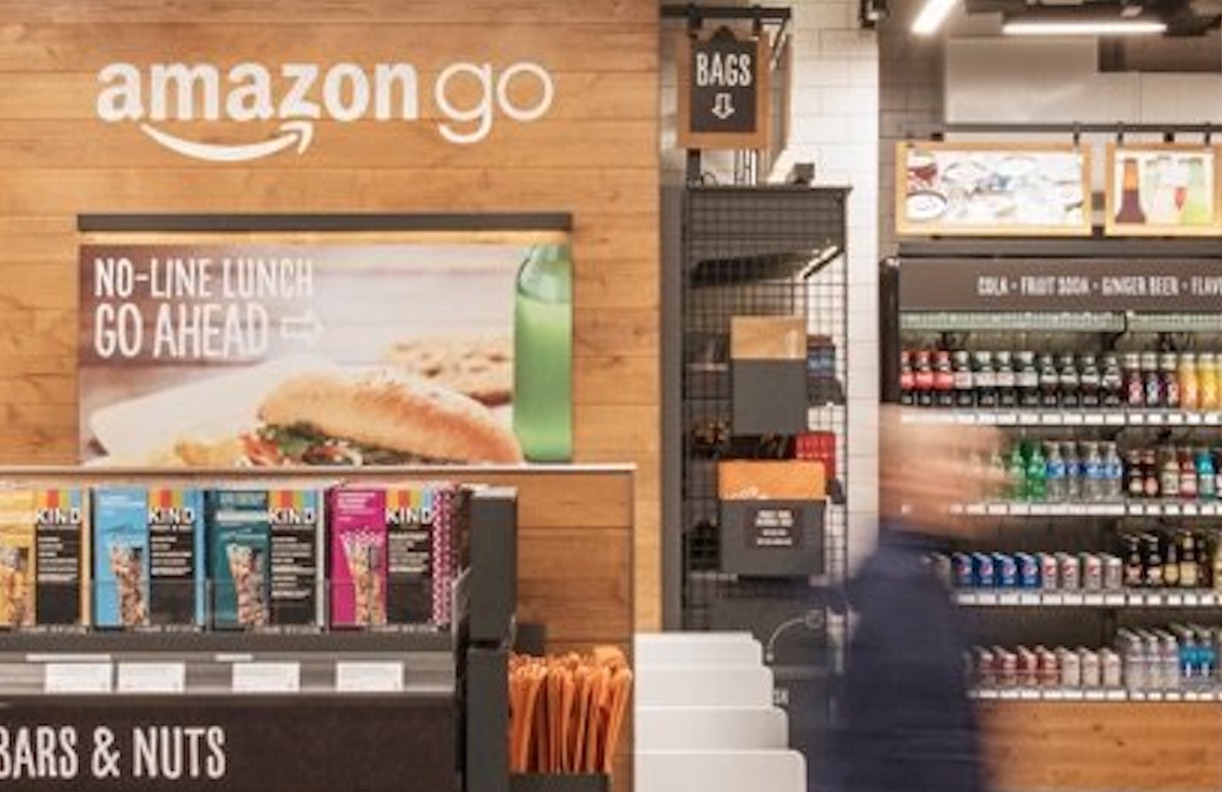 amazon go
BAGS
NO-LINE LUNCH
GO AHEAD
COLA • FRUIT SODA • GINGER BEER •
KIND
KIND
KIND
KIND
BARS & NUTS